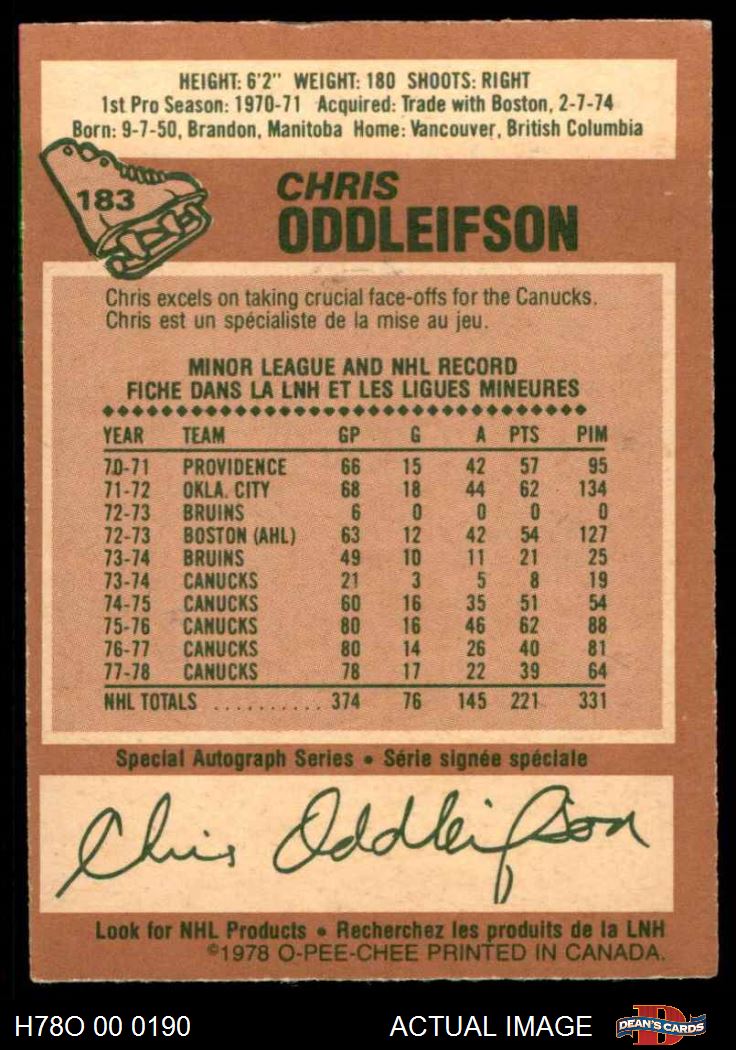 HEIGHT: 6'2" WEIGHT: 180 SHOOTS: RIGHT
1st Pro Season: 1970-71 Acquired: Trade with Boston, 2-7-74
Born: 9-7-50, Brandon, Manitoba Home: Vancouver, British Columbia
183
CHRIS
ODDLEIFSON
Chris excels on taking crucial face-offs for the Canucks.
Chris est un spécialiste de la mise au jeu.
MINOR LEAGUE AND NHL RECORD
FICHE DANS LA LNH ET LES LIGUES MINEURES
YEAR TEAM GP G A PTS PIM
70-71 PROVIDENCE 66 15 42 57 95
71-72 OKLA. CITY 68 18 44 62 134
72-73 BRUINS 6 0 0 0 0
72-73 BOSTON (AHL) 63 12 42 54 127
73-74 BRUINS 49 10 11 21 25
73-74 CANUCKS 21 3 5 8 19
74-75 CANUCKS 60 16 35 51 54
75-76 CANUCKS 80 16 46 62 88
76-77 CANUCKS 80 14 26 40 81
77-78 CANUCKS 78 17 22 39 64
NHL TOTALS .......... 374 76 145 221 331
Special Autograph Series • Série signée spéciale
Chris Oddleifson
Look for NHL Products • Recherchez les produits de la LNH
©1978 O-PEE-CHEE PRINTED IN CANADA.
H78O 00 0190 ACTUAL IMAGE DEAN'S CARDS